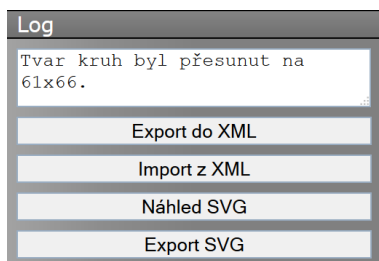 Log
Tvar kruh byl přesunut na
61x66.
Export do XML
Import z XML
Náhled SVG
Export SVG